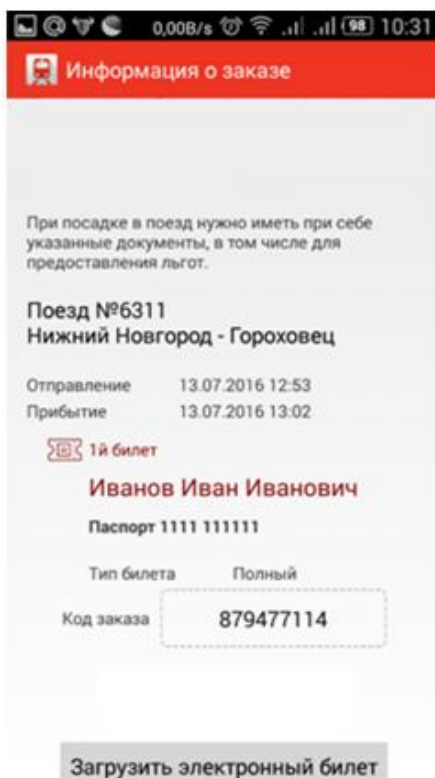 0,00B/s 98 10:31
Информация о заказе
При посадке в поезд нужно иметь при себе
указанные документы, в том числе для
предоставления льгот.
Поезд №6311
Нижний Новгород - Гороховец
Отправление 13.07.2016 12:53
Прибытие 13.07.2016 13:02
1й билет
Иванов Иван Иванович
Паспорт 1111 111111
Тип билета Полный
Код заказа 879477114
Загрузить электронный билет